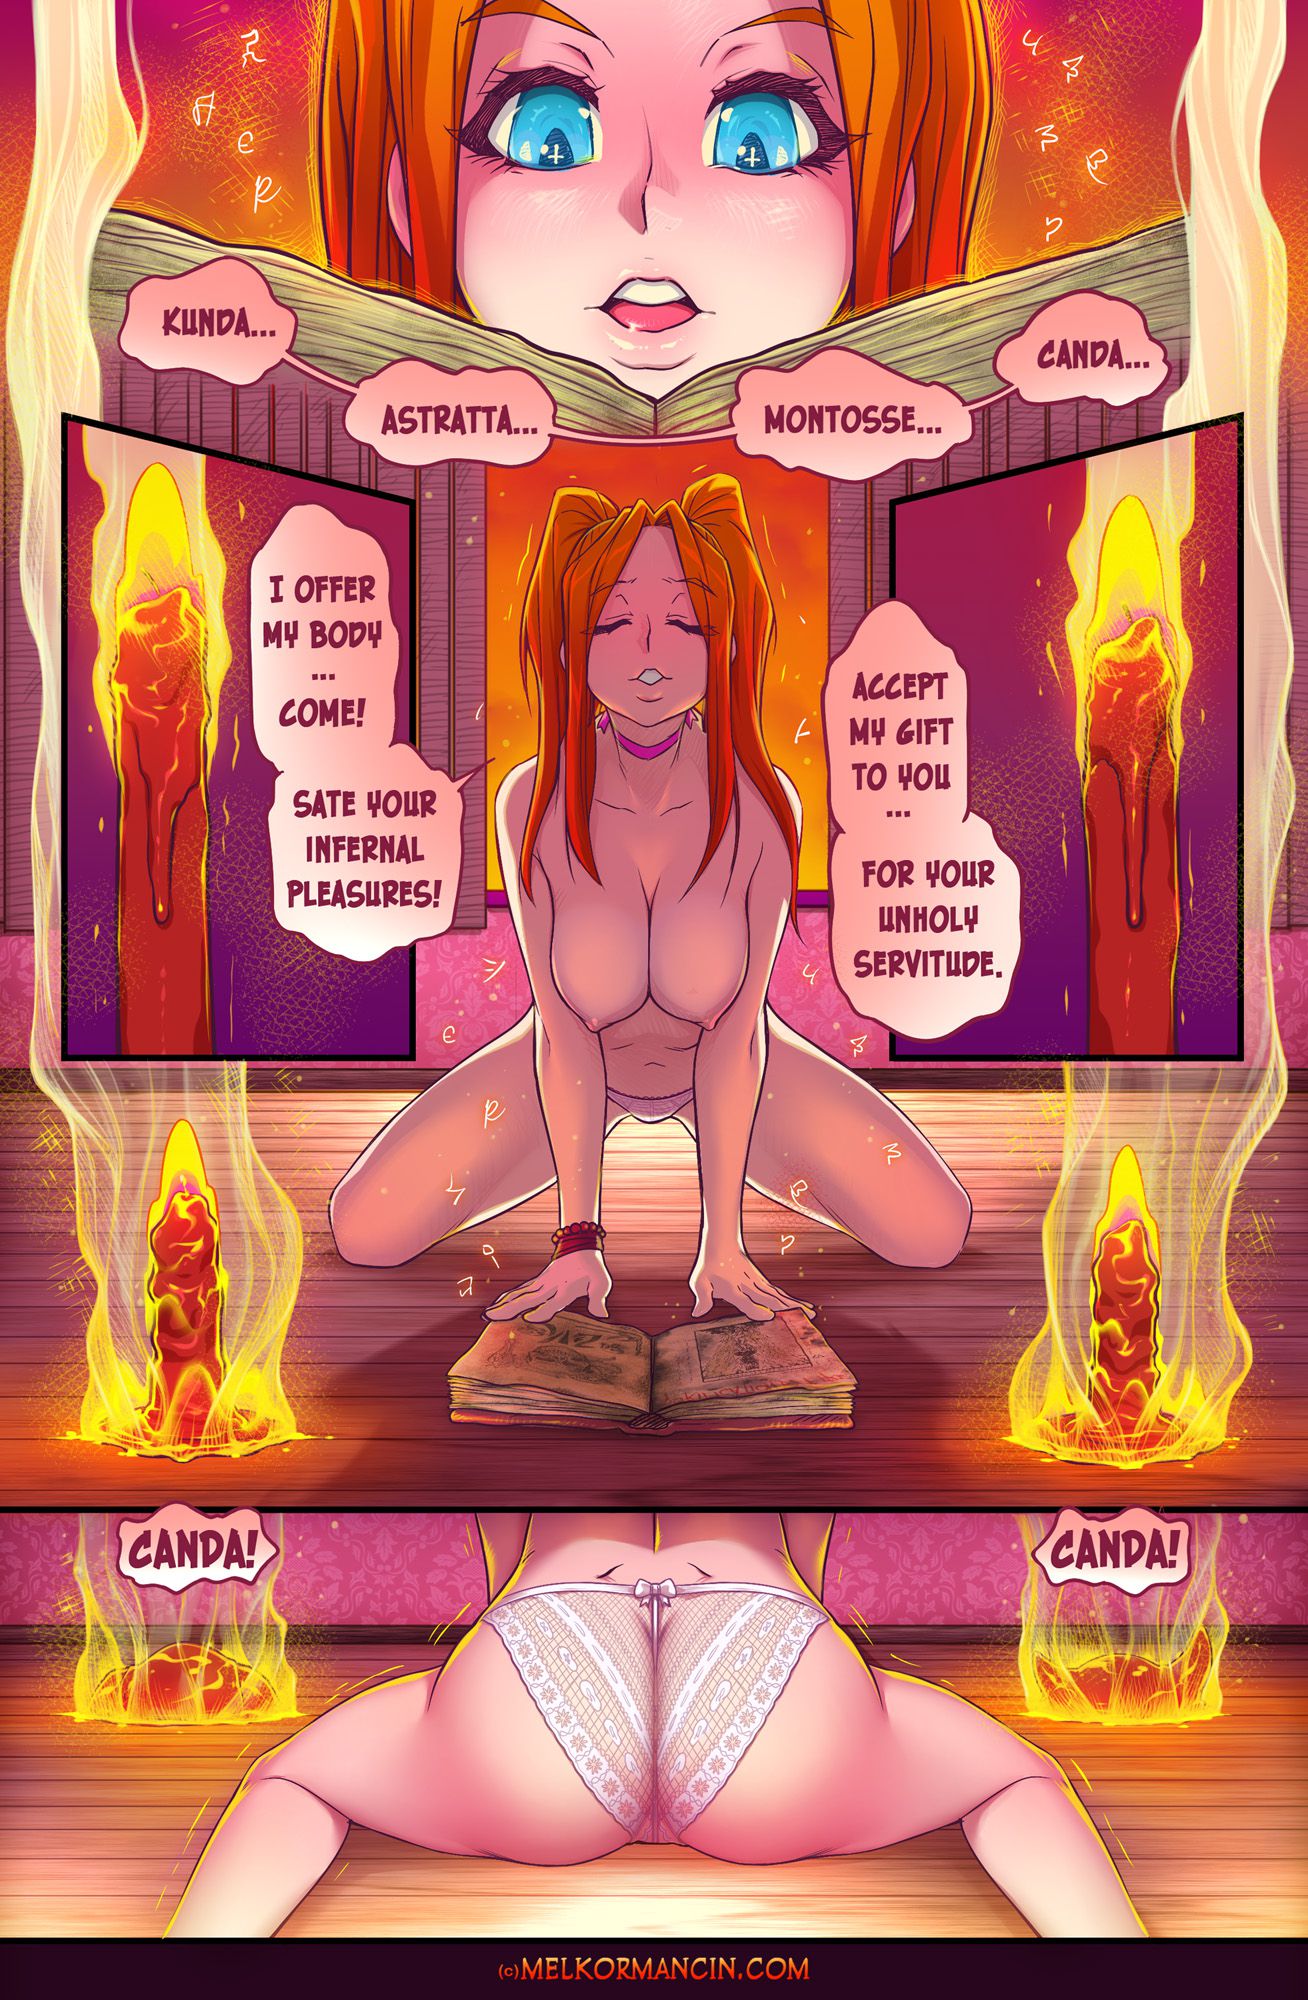 KUNDA...
ASTRATTA...
MONTOSSE...
CANDA...
I OFFER
MY BODY
...
COME!
SATE YOUR
INFERNAL
PLEASURES!
ACCEPT
MY GIFT
TO YOU
...
FOR YOUR
UNHOLY
SERVITUDE.
CANDA!
CANDA!
(C)MELKORMANCIN.COM